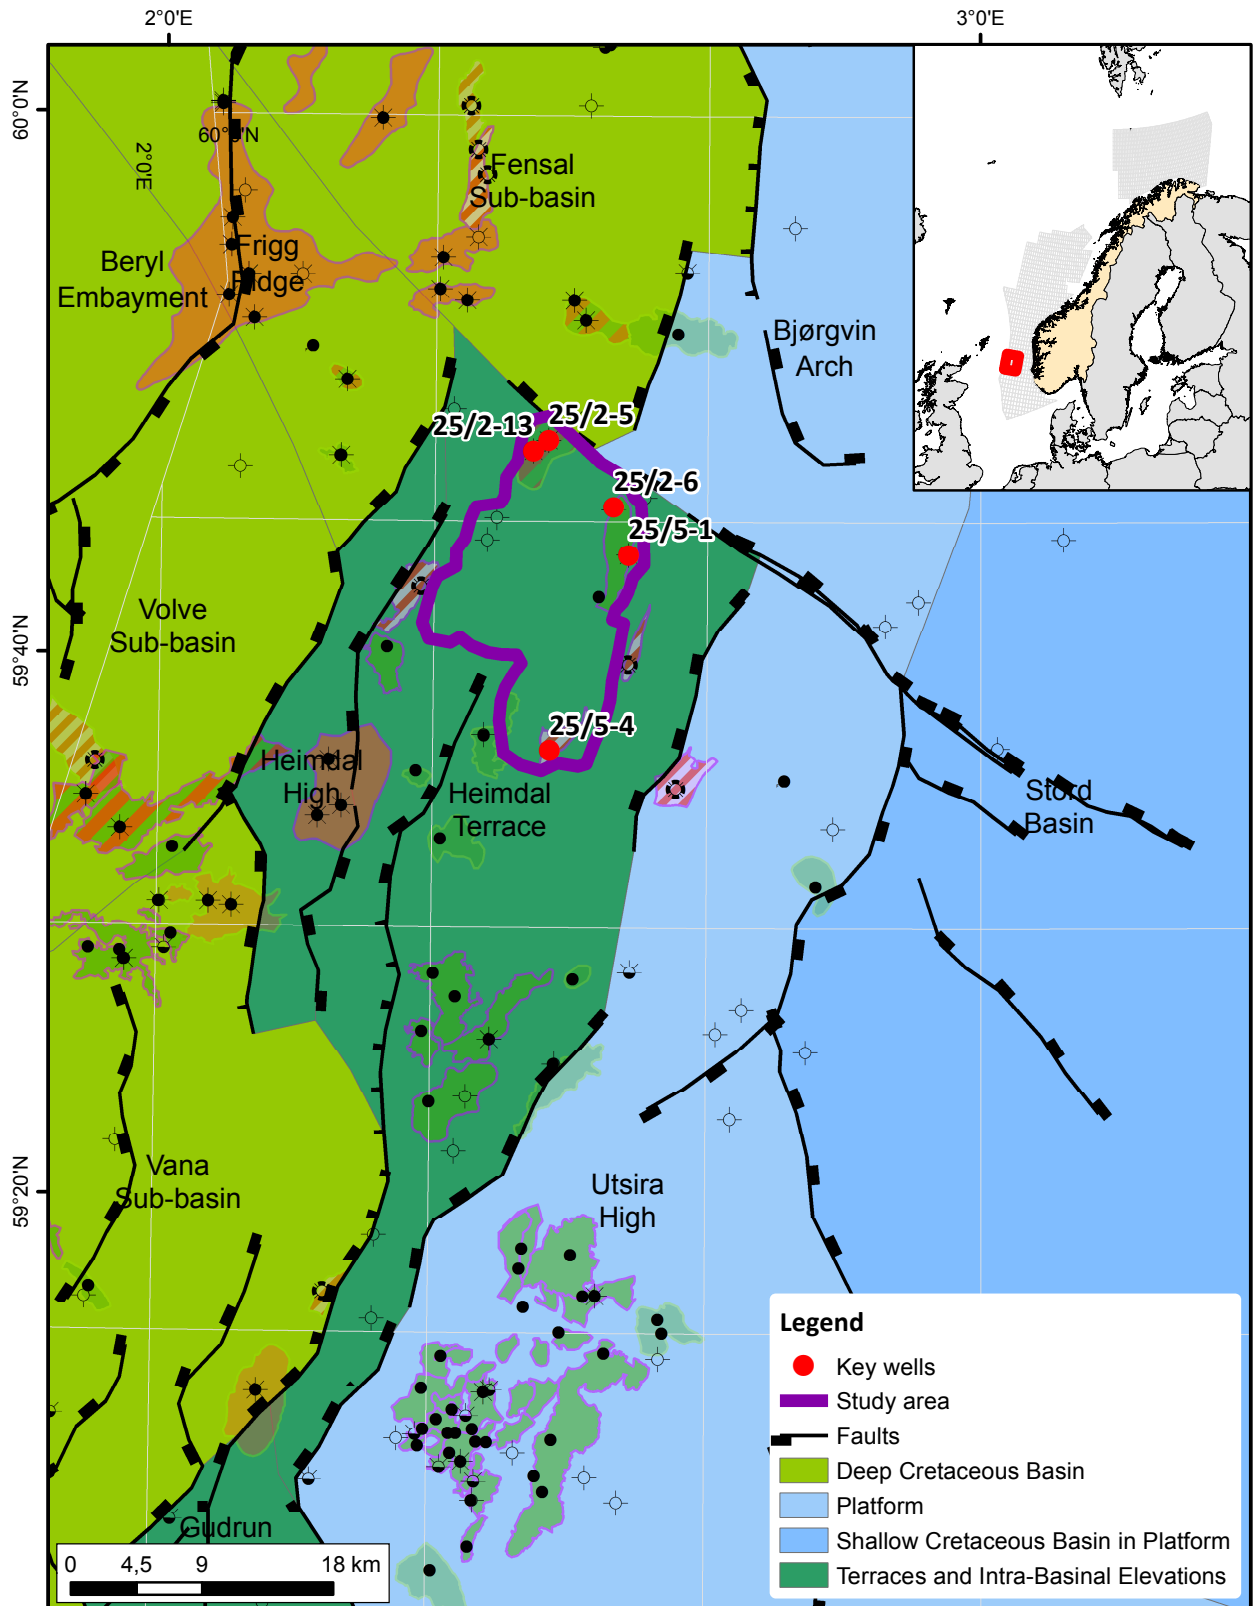 2°0'E
3°0'E
60°0'N
60°0'N
2°0'E
Fensal
Sub-basin
Frigg
Ridge
Beryl
Embayment
Bjørgvin
Arch
25/2-13
25/2-5
25/2-6
25/5-1
Volve
Sub-basin
59°40'N
25/5-4
Heimdal
High
Heimdal
Terrace
Stord
Basin
Vana
Sub-basin
59°20'N
Utsira
High
Gudrun
0 4,5 9 18 km
Legend
Key wells
Study area
Faults
Deep Cretaceous Basin
Platform
Shallow Cretaceous Basin in Platform
Terraces and Intra-Basinal Elevations